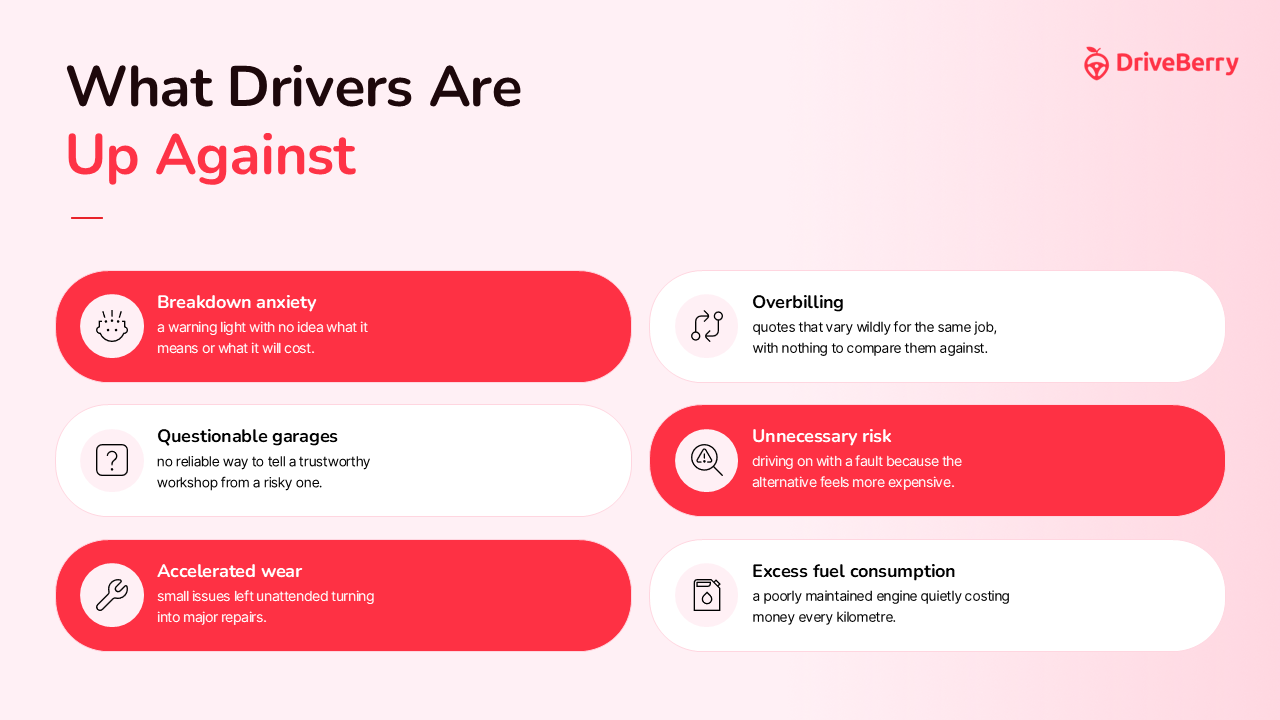 What Drivers Are
Up Against
DriveBerry
Breakdown anxiety
a warning light with no idea what it
means or what it will cost.
Overbilling
quotes that vary wildly for the same job,
with nothing to compare them against.
Questionable garages
no reliable way to tell a trustworthy
workshop from a risky one.
Unnecessary risk
driving on with a fault because the
alternative feels more expensive.
Accelerated wear
small issues left unattended turning
into major repairs.
Excess fuel consumption
a poorly maintained engine quietly costing
money every kilometre.